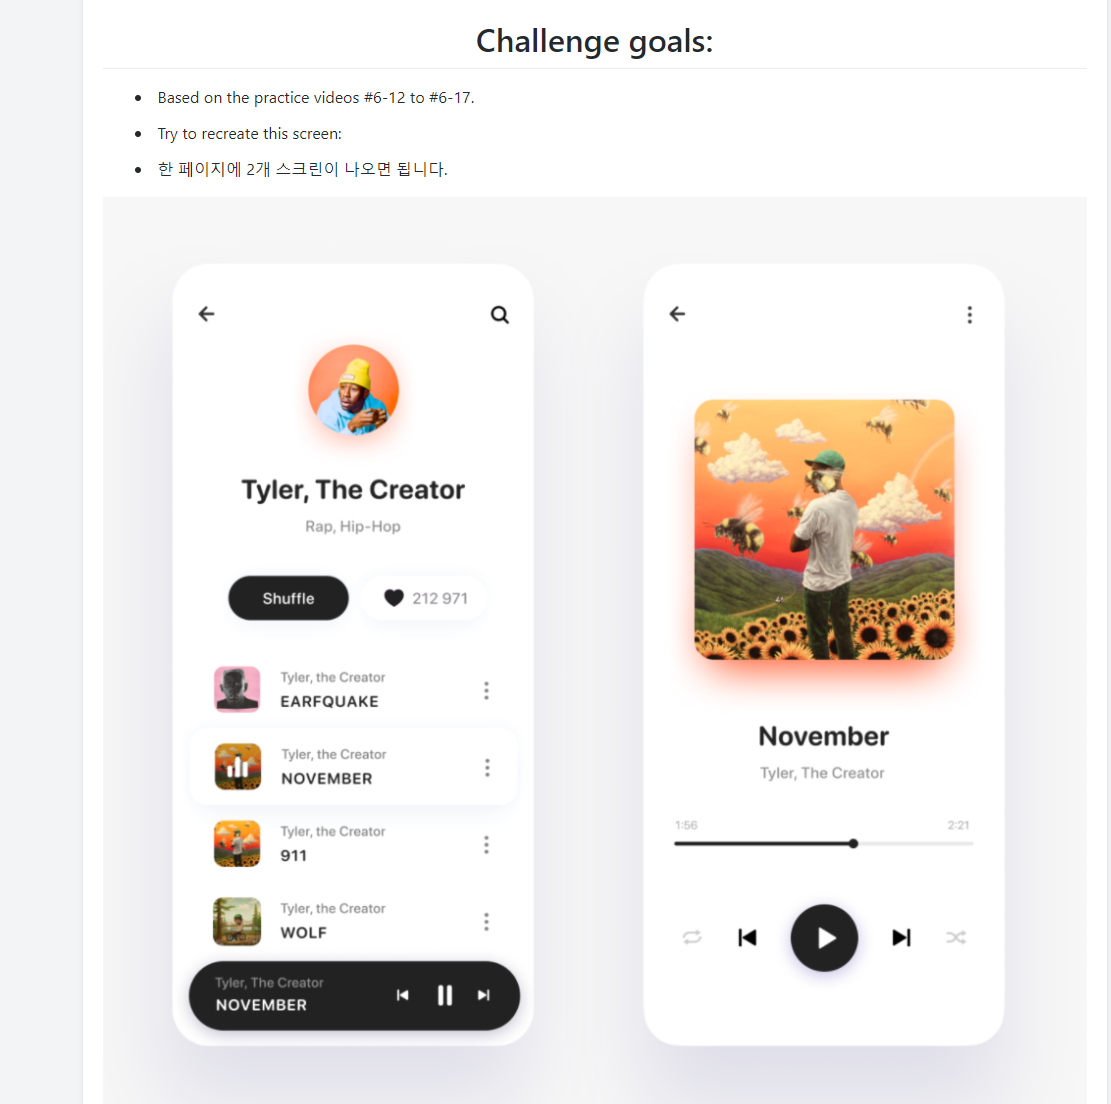 Challenge goals:
Based on the practice videos #6-12 to #6-17.
Try to recreate this screen:
한 페이지에 2개 스크린이 나오면 됩니다.
Tyler, The Creator
Rap, Hip-Hop
Shuffle
212 971
Tyler, the Creator
EARFQUAKE
Tyler, the Creator
NOVEMBER
Tyler, the Creator
911
Tyler, the Creator
WOLF
Tyler, The Creator
NOVEMBER
November
Tyler, The Creator
1:56
2:21